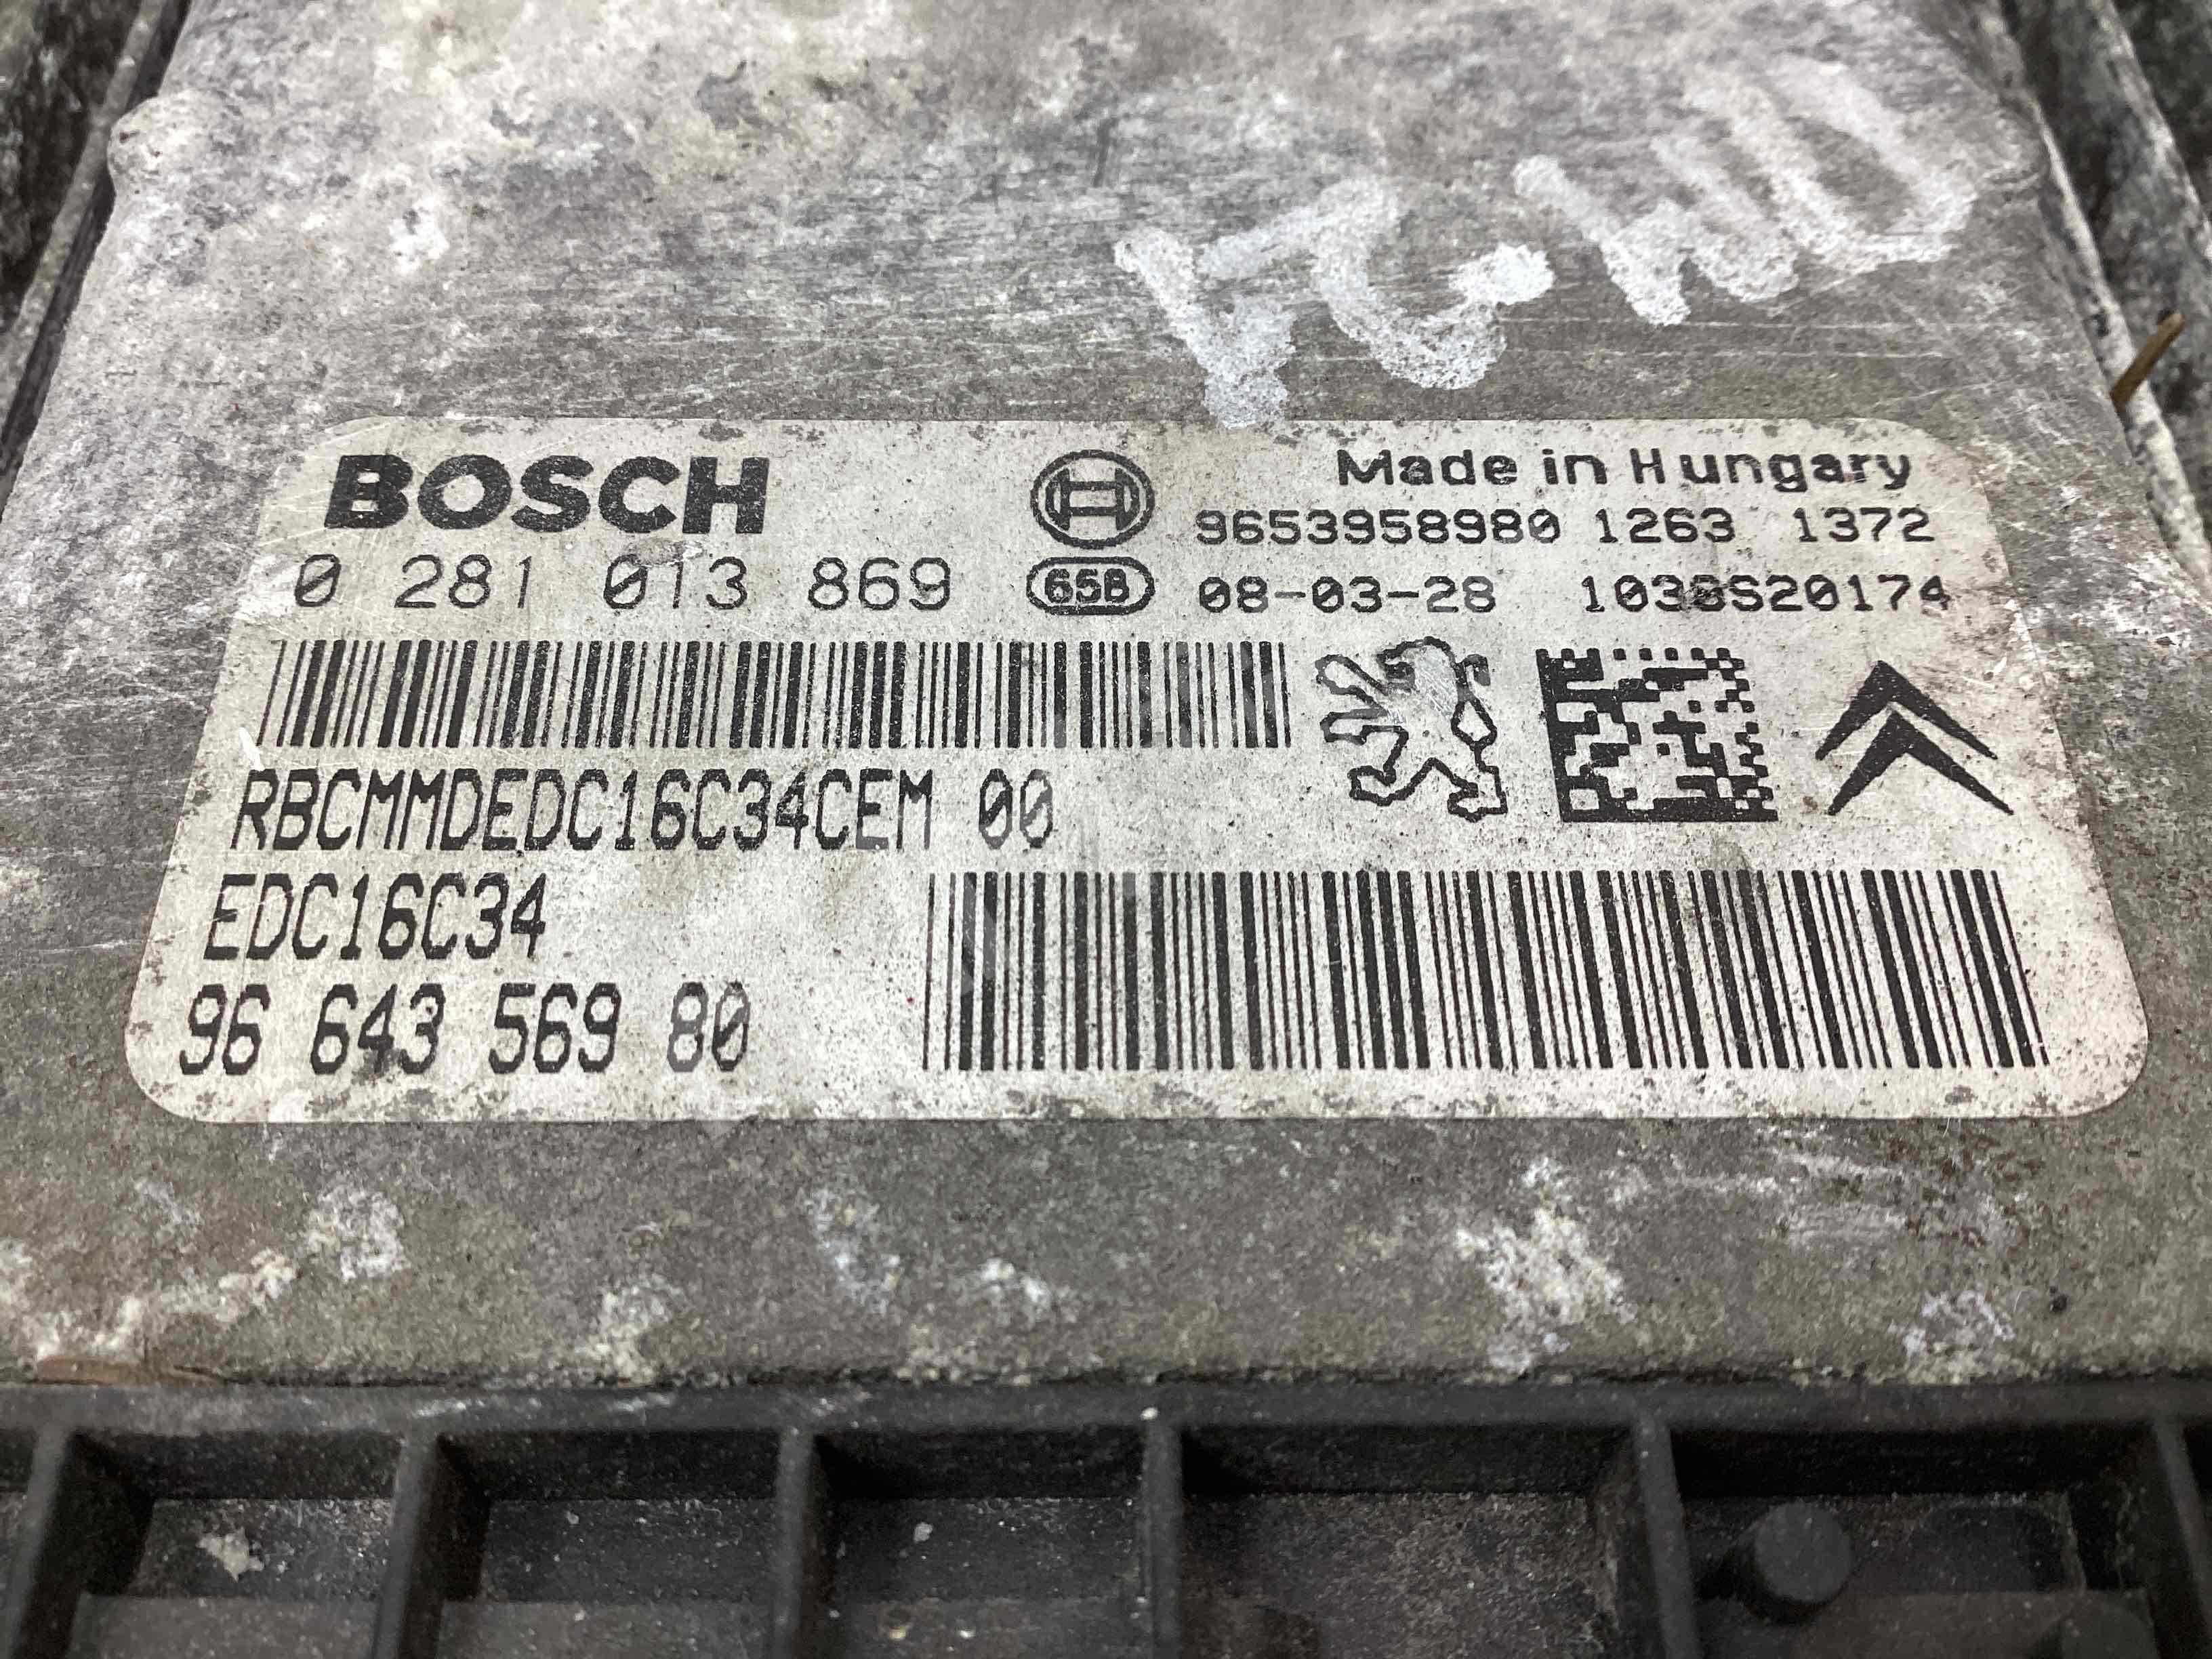 BOSCH
Made in Hungary
9653958980 1263 1372
0 281 013 869
65B
08-03-28 1038S20174
RBCMMDEDC16C34CEM 00
EDC16C34
96 643 569 80